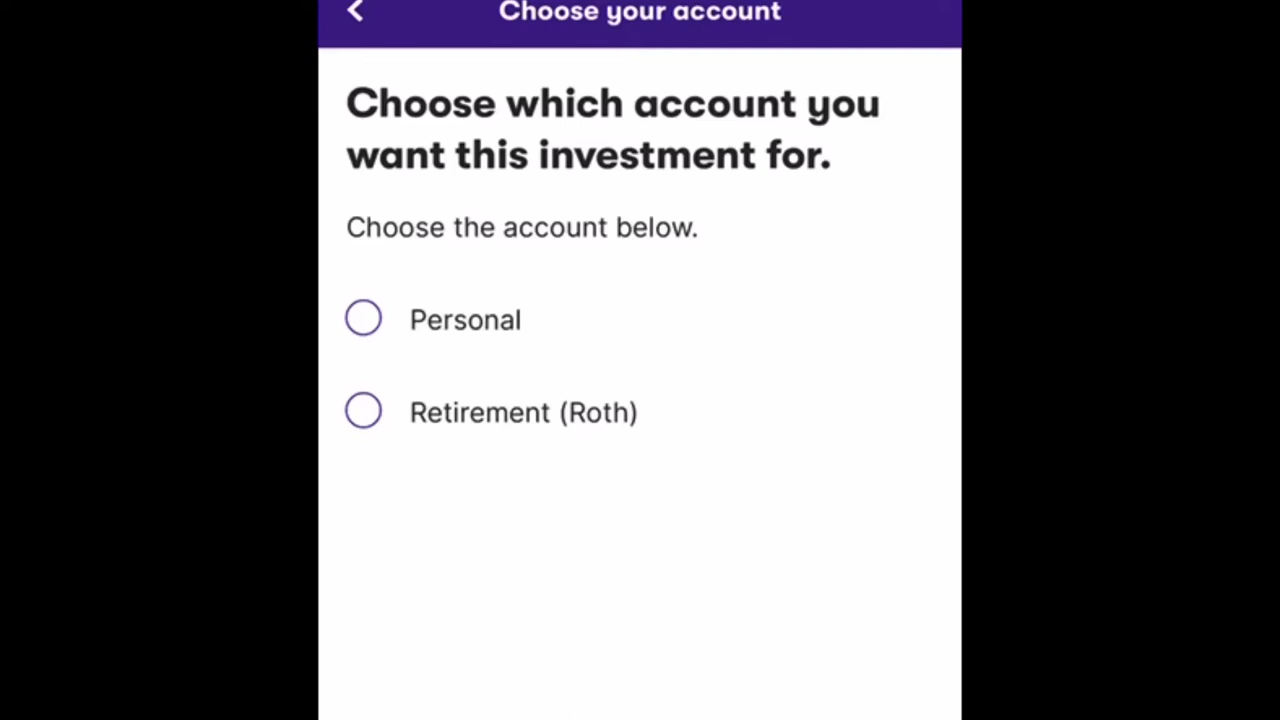 Choose your account
Choose which account you
want this investment for.
Choose the account below.
Personal
Retirement (Roth)